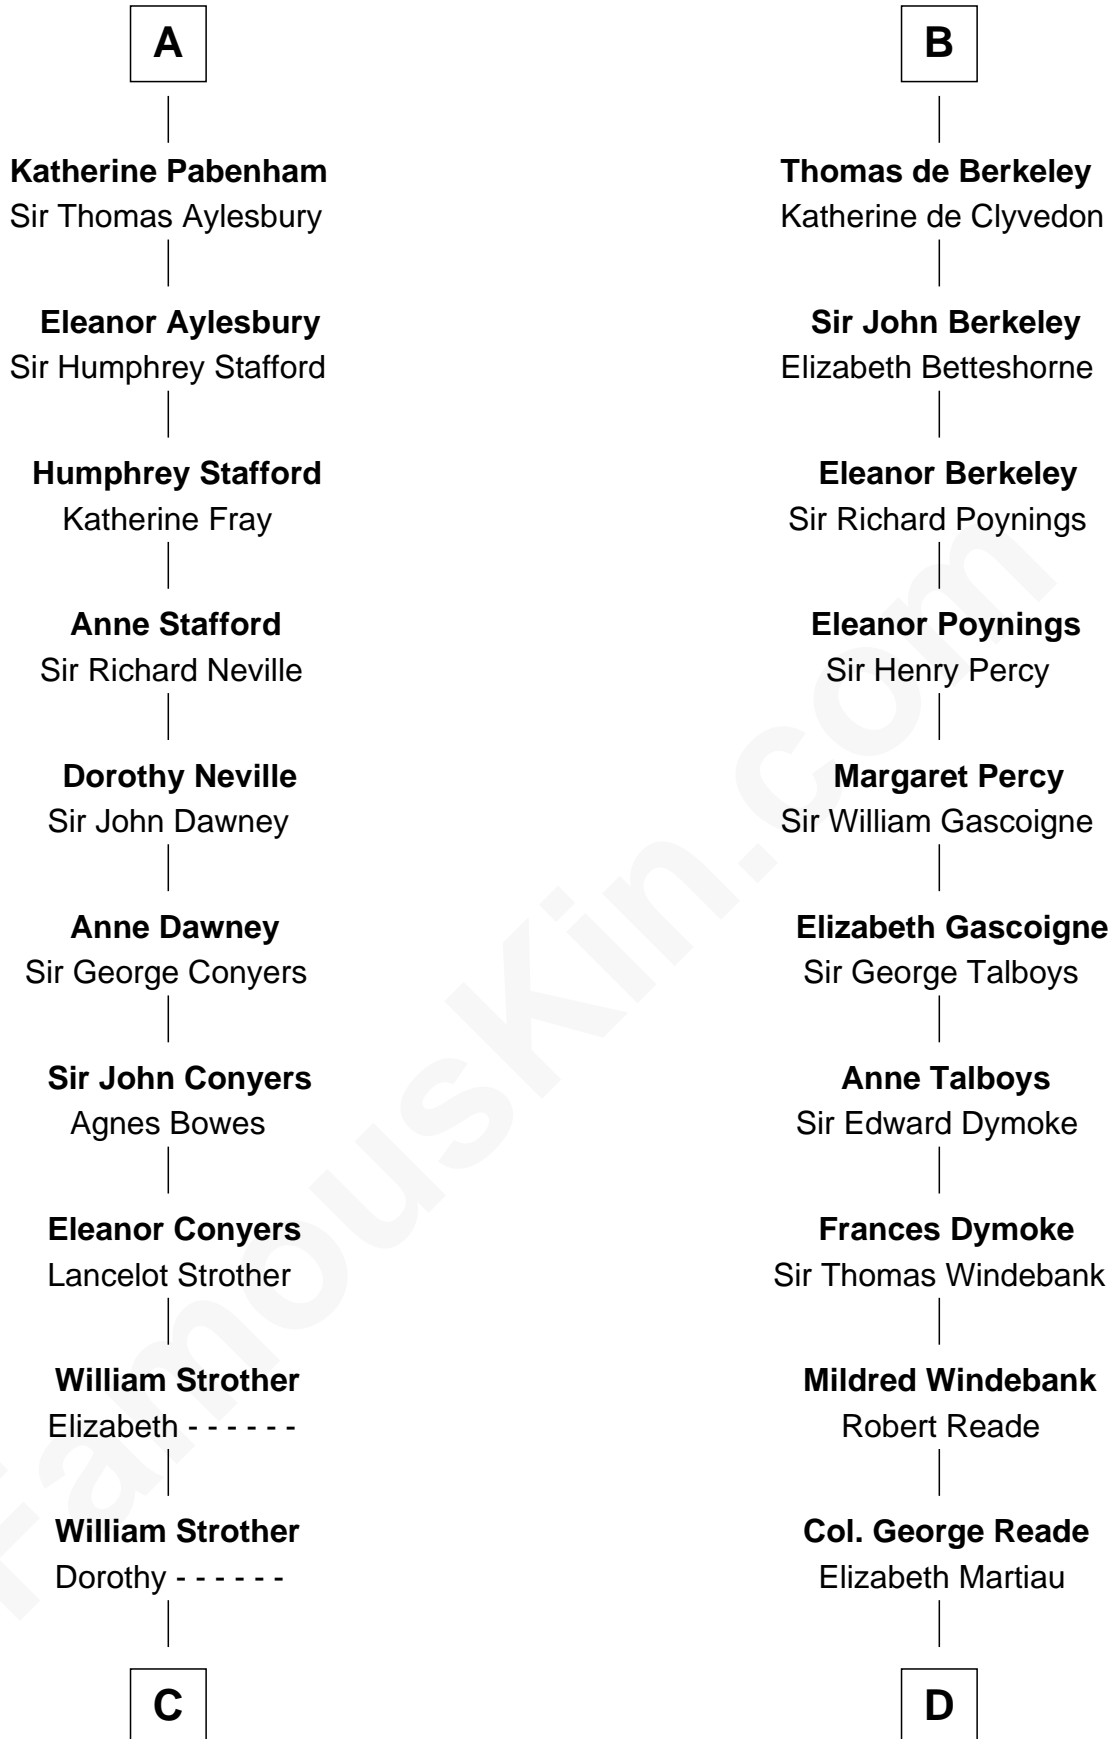 A
Katherine Pabenham
Sir Thomas Aylesbury
Eleanor Aylesbury
Sir Humphrey Stafford
Humphrey Stafford
Katherine Fray
Anne Stafford
Sir Richard Neville
Dorothy Neville
Sir John Dawney
Anne Dawney
Sir George Conyers
Sir John Conyers
Agnes Bowes
Eleanor Conyers
Lancelot Strother
William Strother
Elizabeth - - - - - -
William Strother
Dorothy - - - - - -
C
B
Thomas de Berkeley
Katherine de Clyvedon
Sir John Berkeley
Elizabeth Betteshorne
Eleanor Berkeley
Sir Richard Poynings
Eleanor Poynings
Sir Henry Percy
Margaret Percy
Sir William Gascoigne
Elizabeth Gascoigne
Sir George Talboys
Anne Talboys
Sir Edward Dymoke
Frances Dymoke
Sir Thomas Windebank
Mildred Windebank
Robert Reade
Col. George Reade
Elizabeth Martiau
D
FamousKin.com